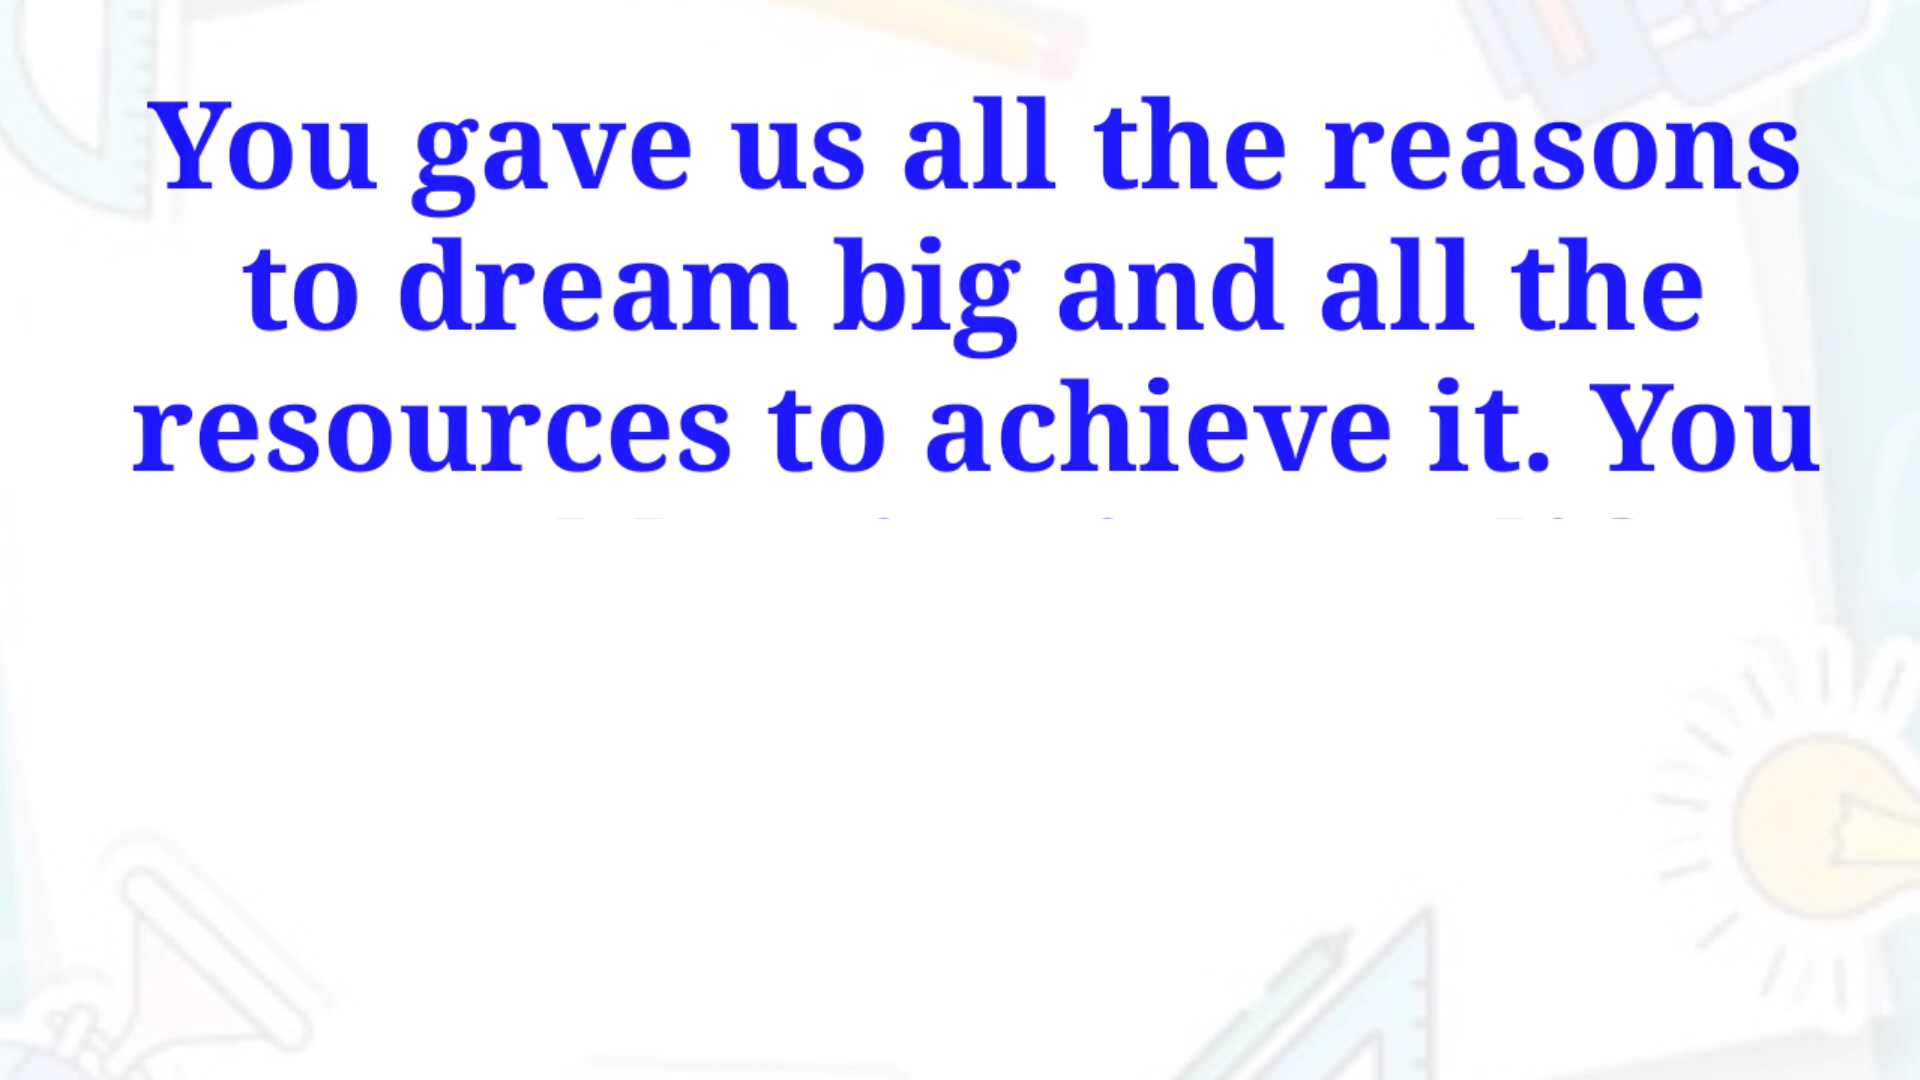 You gave us all the reasons
to dream big and all the
resources to achieve it. You